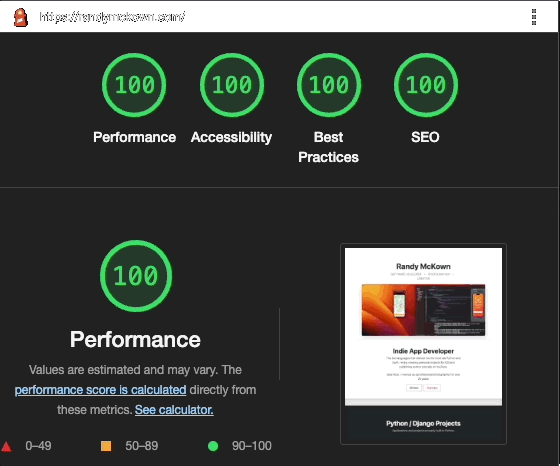 https://randymckown.com/
100 100 100 100
Performance Accessibility Best Practices SEO
100
Performance
Values are estimated and may vary. The
performance score is calculated directly from
these metrics. See calculator.
0–49 50–89 90–100
Randy McKown
Indie App Developer
Python / Django Projects